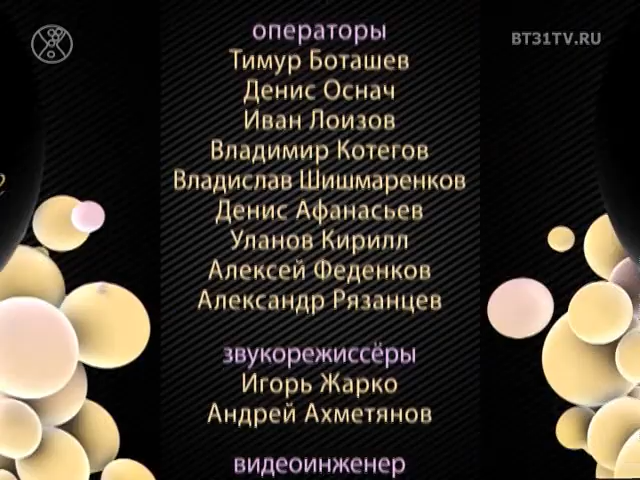 операторы
BT31TV.RU
Тимур Боташев
Денис Оснач
Иван Лоизов
Владимир Котегов
Владислав Шишмаренков
Денис Афанасьев
Уланов Кирилл
Алексей Феденков
Александр Рязанцев
звукорежиссёры
Игорь Жарко
Андрей Ахметянов
видеоинженер